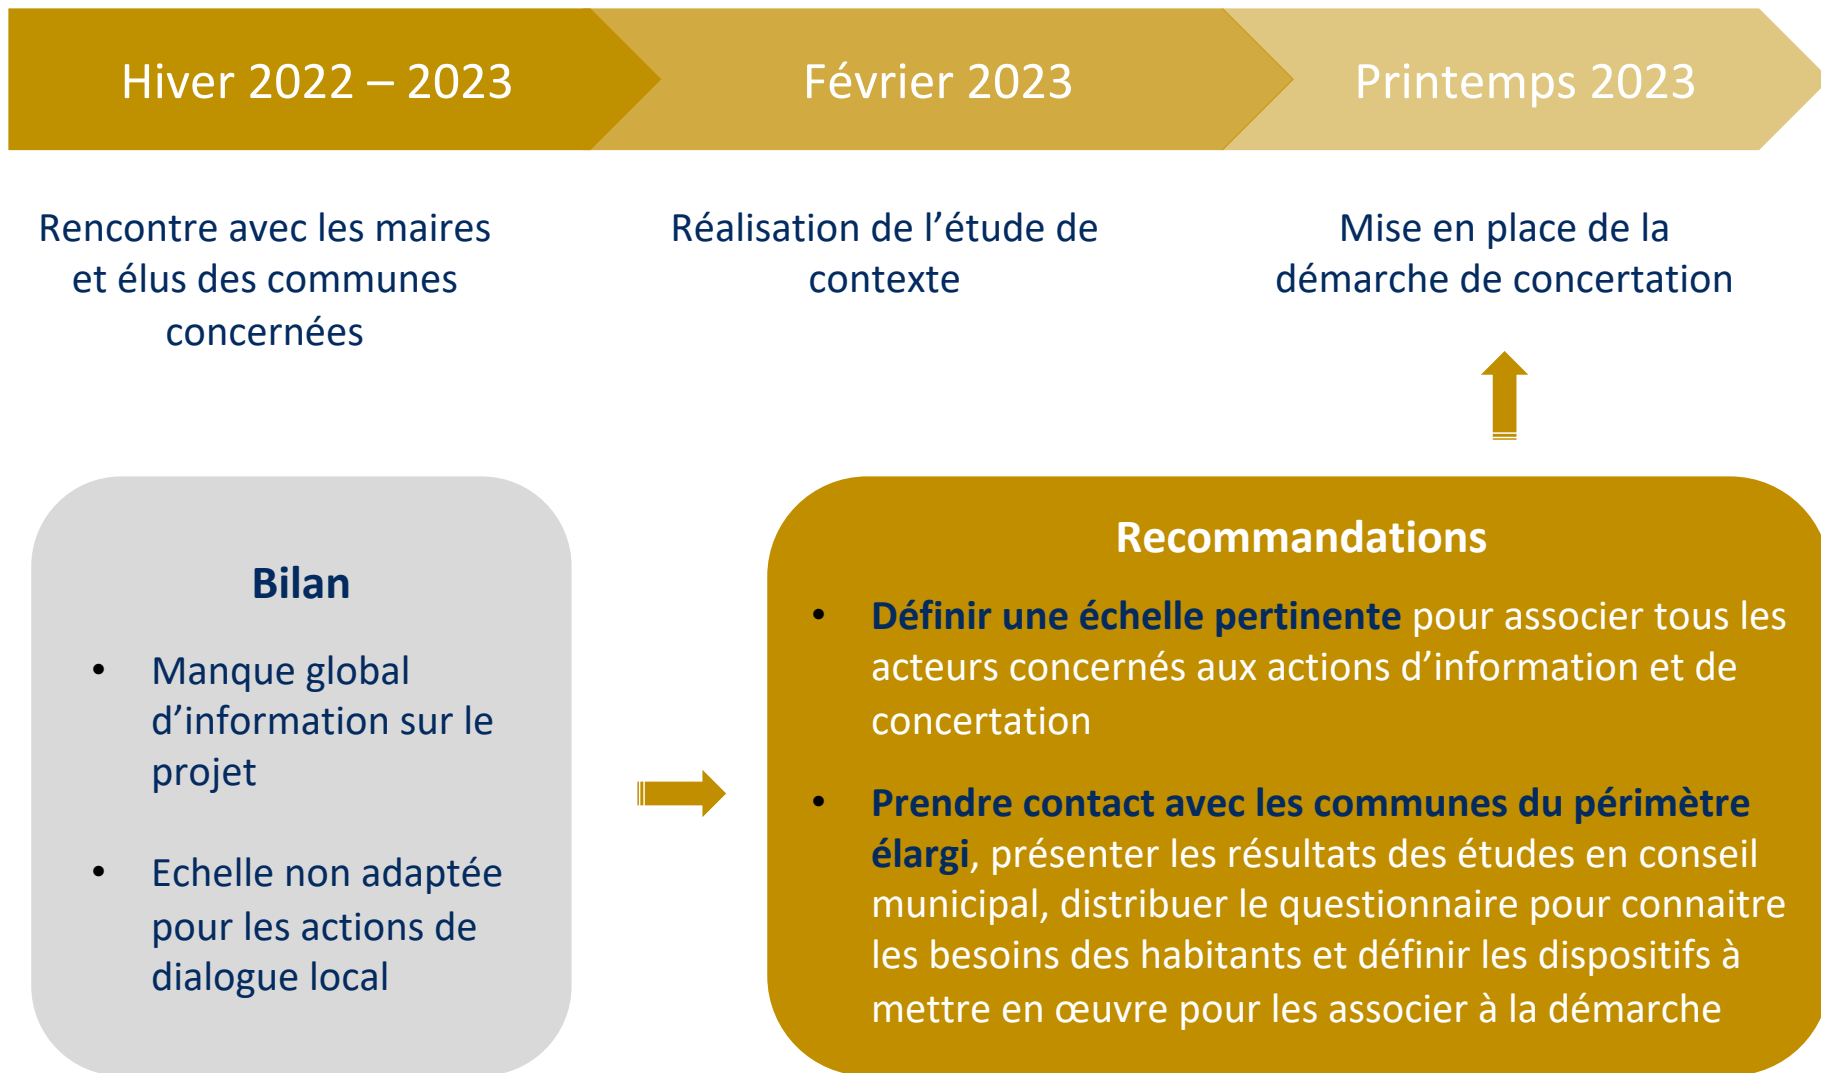 Hiver 2022 – 2023
Février 2023
Printemps 2023
Rencontre avec les maires
et élus des communes
concernées
Réalisation de l’étude de
contexte
Mise en place de la
démarche de concertation
Bilan
• Manque global
d’information sur le
projet
• Echelle non adaptée
pour les actions de
dialogue local
Recommandations
• Définir une échelle pertinente pour associer tous les
acteurs concernés aux actions d’information et de
concertation
• Prendre contact avec les communes du périmètre
élargi, présenter les résultats des études en conseil
municipal, distribuer le questionnaire pour connaitre
les besoins des habitants et définir les dispositifs à
mettre en œuvre pour les associer à la démarche